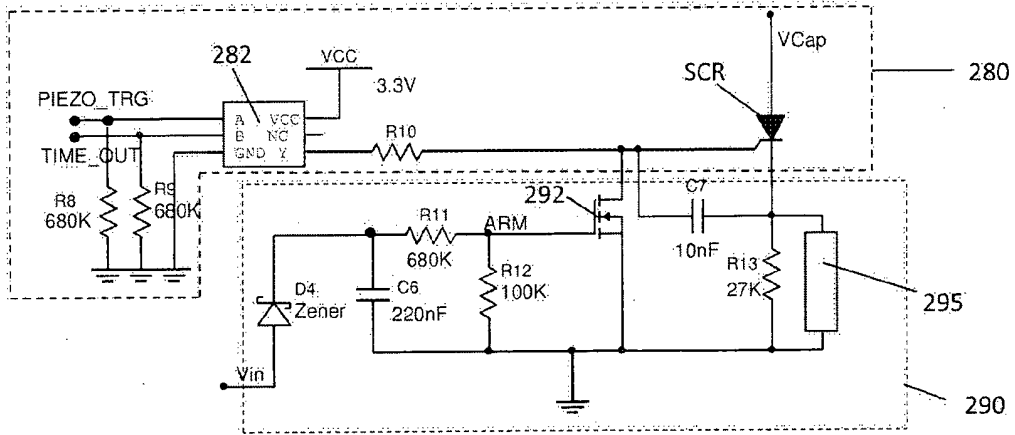 282
VCC
3.3V
VCap
SCR
280
PIEZO_TRG
TIME_OUT
A VCC
B NC
GND Y
R10
R8
680K
R9
680K
292
C7
10nF
R11
680K
ARM
R12
100K
R13
27K
D4
Zener
C6
220nF
295
Vin
290